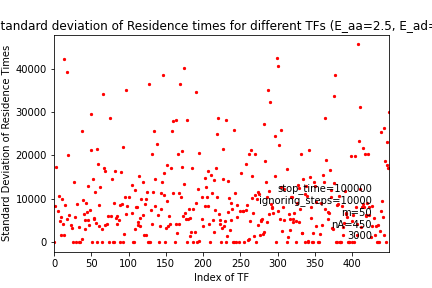 tandard deviation of Residence times for different TFs (E_aa=2.5, E_ad=
Standard Deviation of Residence Times
40000
30000
20000
10000
0
stop_time=100000
ignoring_steps=10000
m=50
nA=450
3000
0 50 100 150 200 250 300 350 400
Index of TF